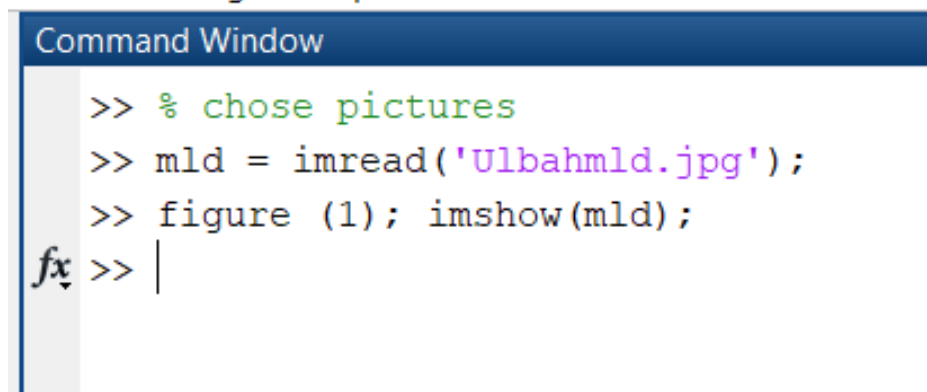 Command Window
>> % chose pictures
>> mld = imread('Ulbahmld.jpg');
>> figure (1); imshow(mld);
fx >>